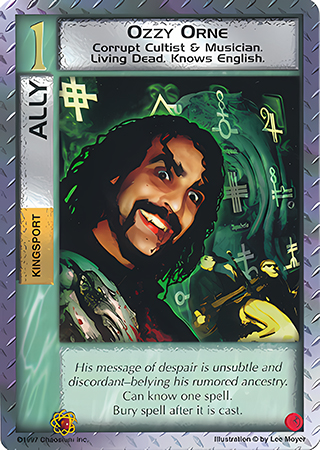 1
OZZY ORNE
CORRUPT CULTIST & MUSICIAN.
LIVING DEAD. KNOWS ENGLISH.
ALLY
KINGSPORT
His message of despair is unsubtle and
discordant–belying his rumored ancestry.
Can know one spell.
Bury spell after it is cast.
©1997 Chaosium Inc.
Illustration © by Lee Moyer